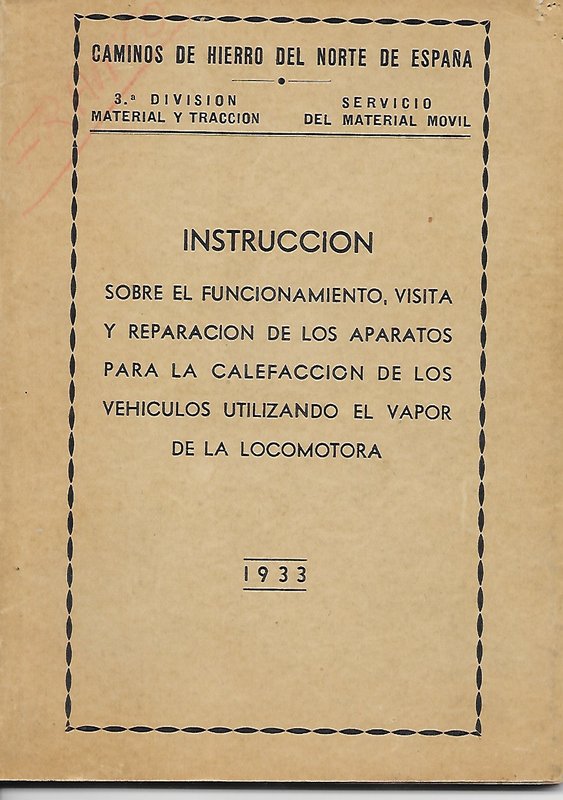 CAMINOS DE HIERRO DEL NORTE DE ESPAÑA
3.ª DIVISION
MATERIAL Y TRACCION
SERVICIO
DEL MATERIAL MOVIL
INSTRUCCION
SOBRE EL FUNCIONAMIENTO, VISITA
Y REPARACION DE LOS APARATOS
PARA LA CALEFACCION DE LOS
VEHICULOS UTILIZANDO EL VAPOR
DE LA LOCOMOTORA
1933